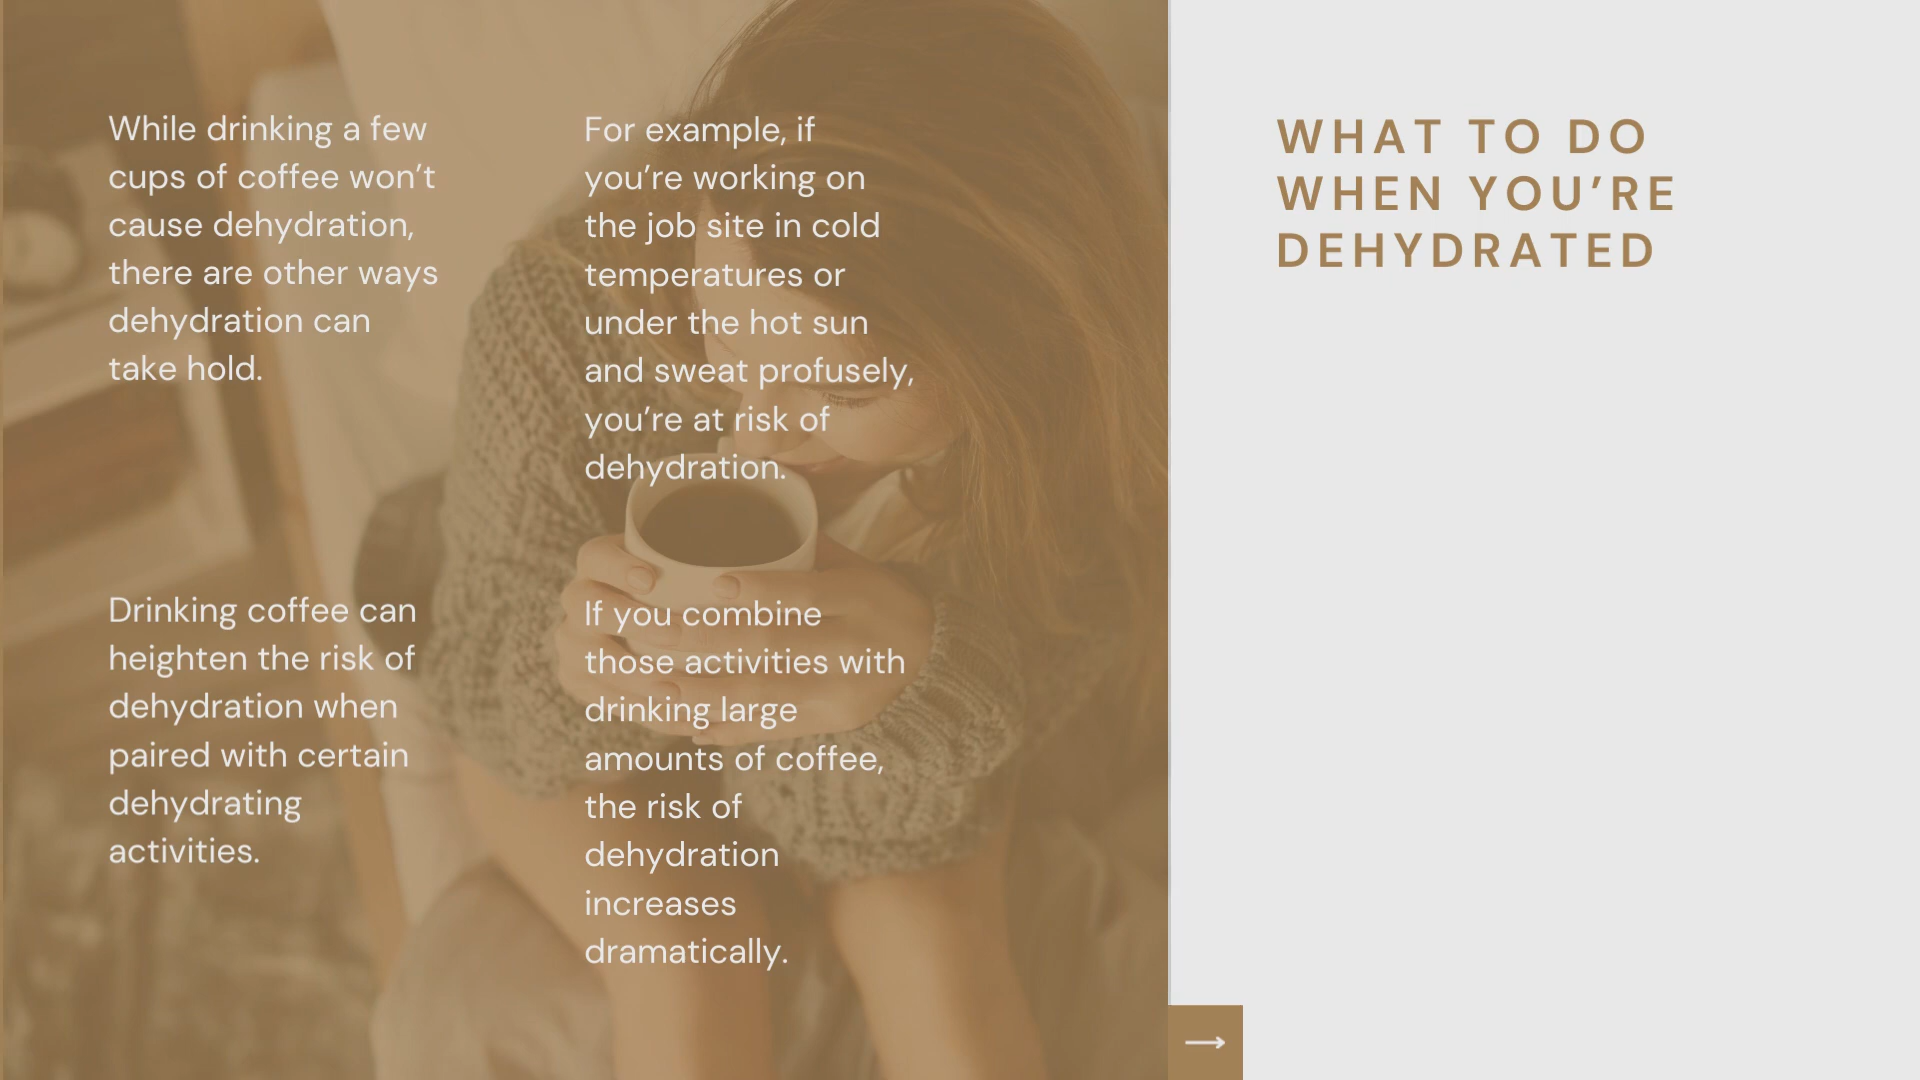 While drinking a few
cups of coffee won’t
cause dehydration,
there are other ways
dehydration can
take hold.
For example, if
you’re working on
the job site in cold
temperatures or
under the hot sun
and sweat profusely,
you’re at risk of
dehydration.
Drinking coffee can
heighten the risk of
dehydration when
paired with certain
dehydrating
activities.
If you combine
those activities with
drinking large
amounts of coffee,
the risk of
dehydration
increases
dramatically.
WHAT TO DO
WHEN YOU’RE
DEHYDRATED